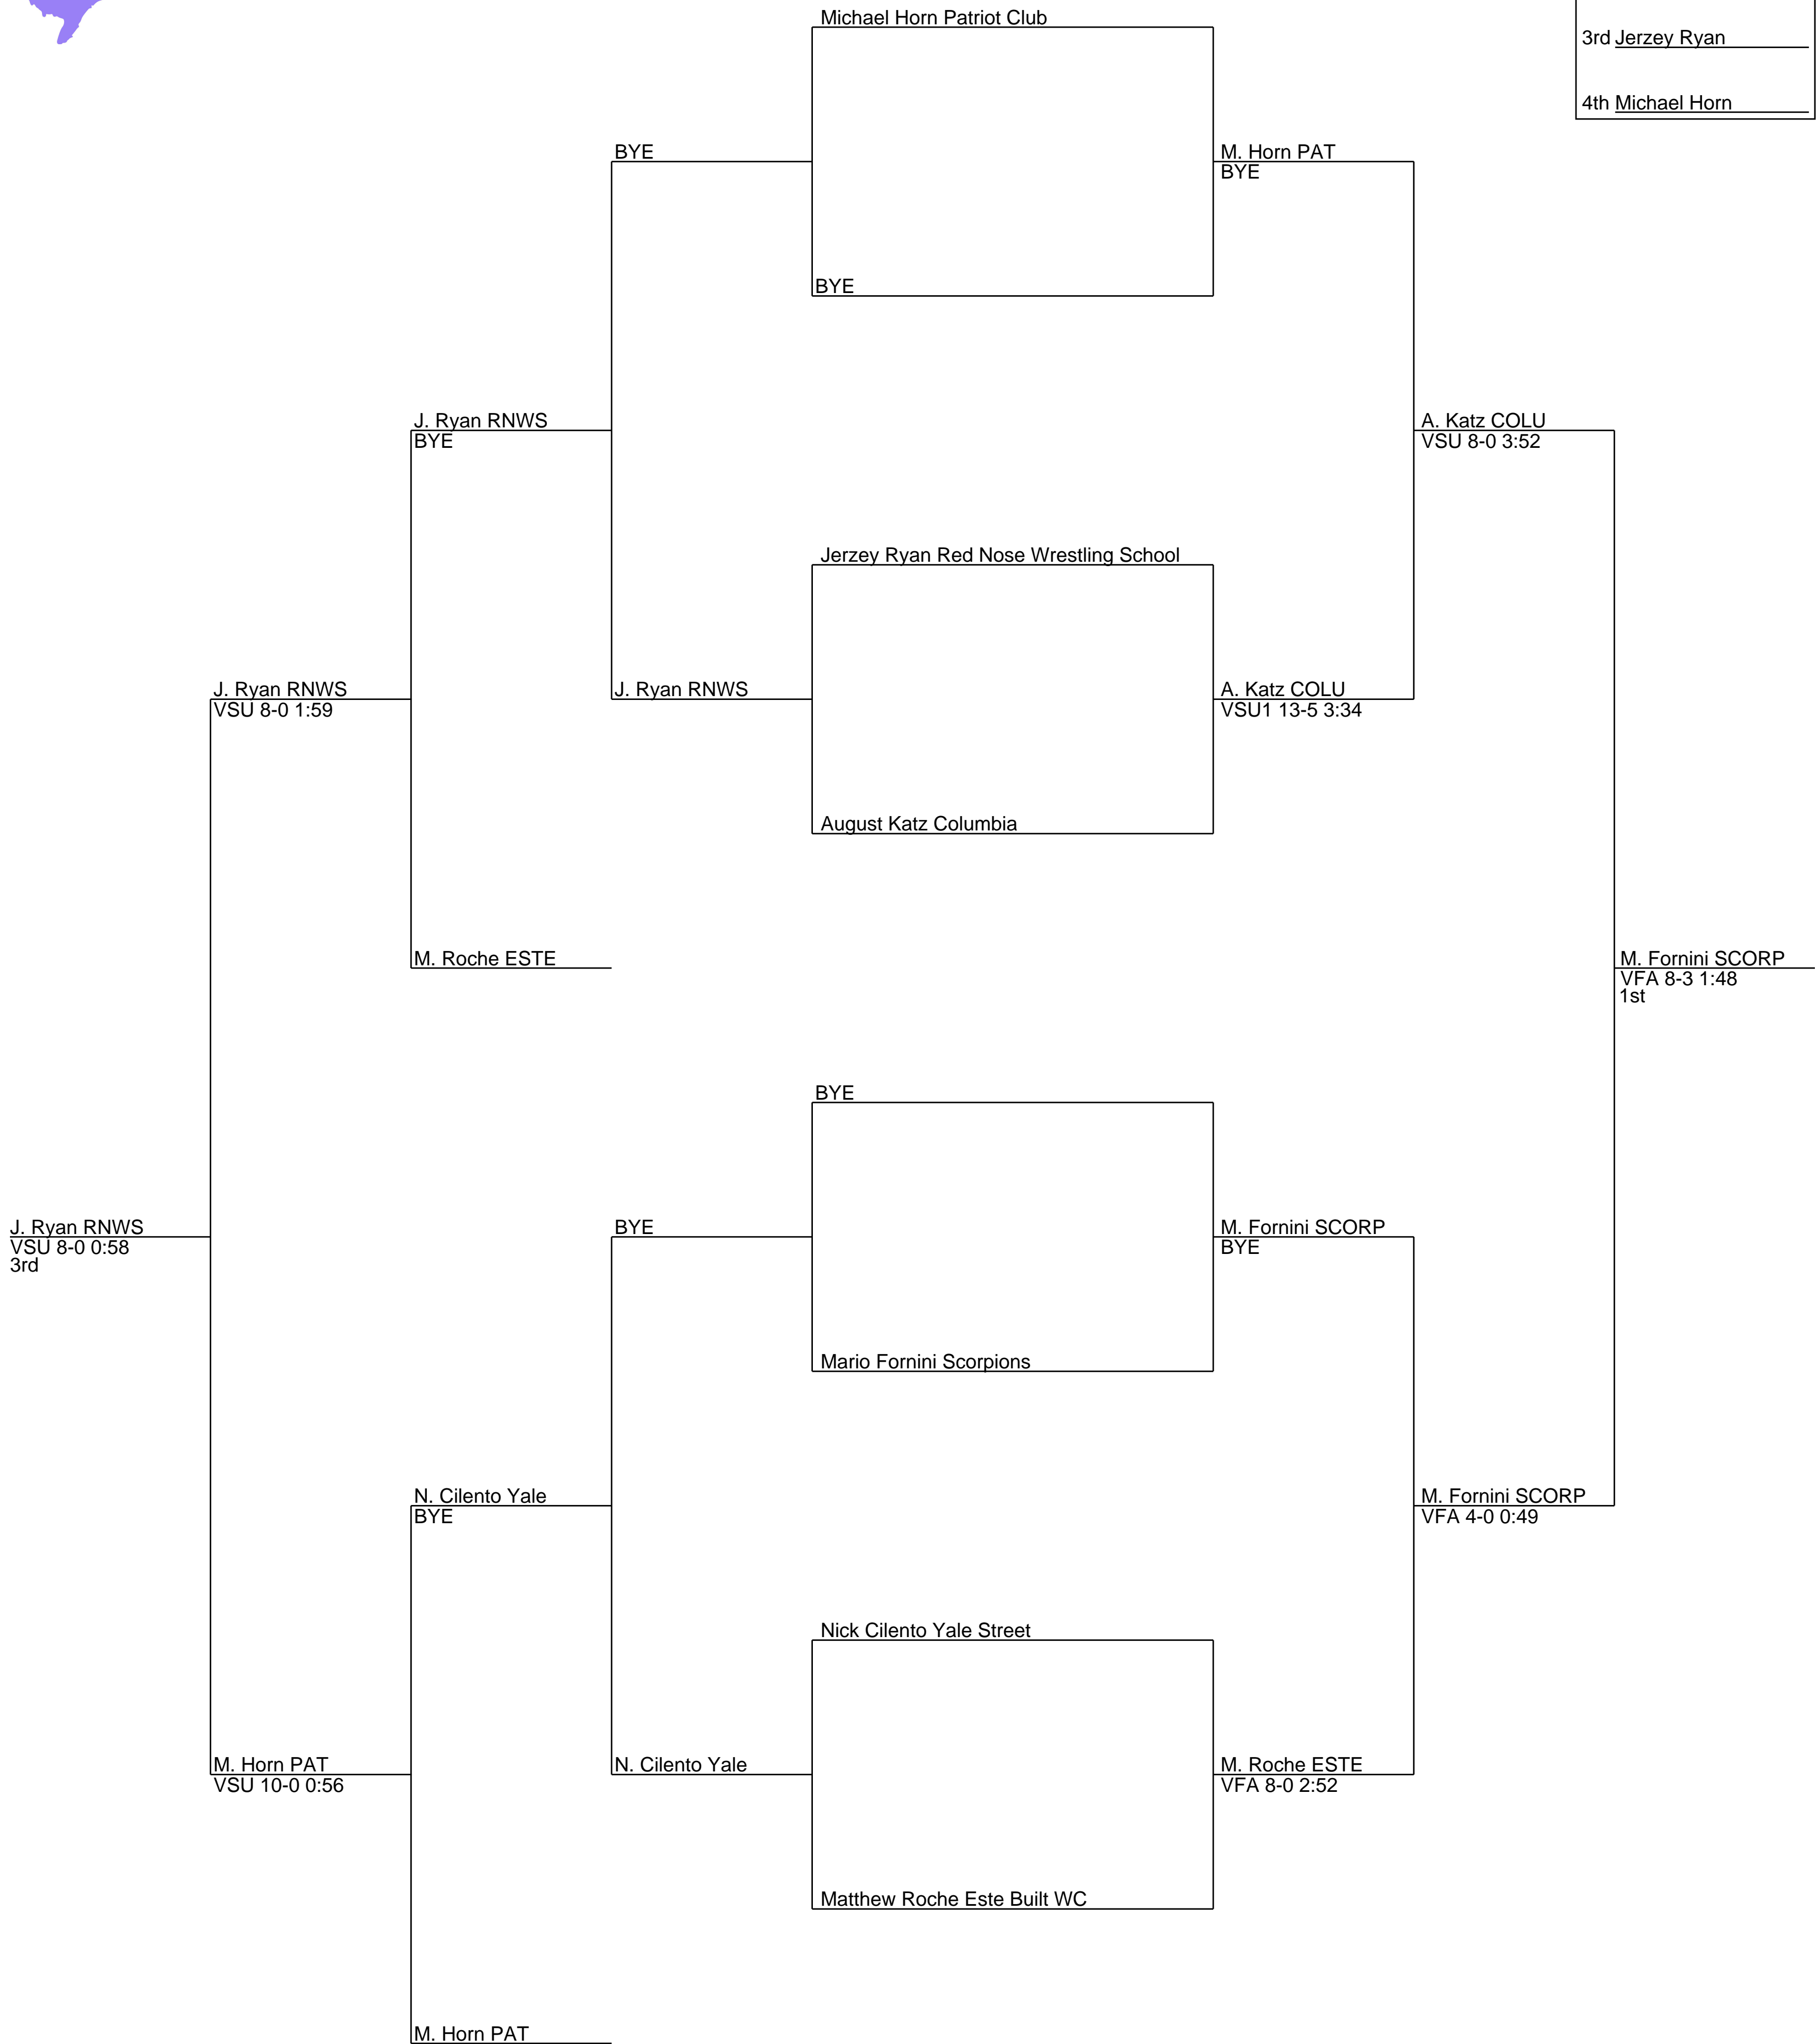 Michael Horn Patriot Club
3rd Jerzey Ryan
4th Michael Horn
BYE
M. Horn PAT
BYE
BYE
J. Ryan RNWS
BYE
A. Katz COLU
VSU 8-0 3:52
Jerzey Ryan Red Nose Wrestling School
J. Ryan RNWS
VSU 8-0 1:59
J. Ryan RNWS
A. Katz COLU
VSU1 13-5 3:34
August Katz Columbia
M. Roche ESTE
M. Fornini SCORP
VFA 8-3 1:48
1st
BYE
J. Ryan RNWS
VSU 8-0 0:58
3rd
BYE
M. Fornini SCORP
BYE
Mario Fornini Scorpions
N. Cilento Yale
BYE
M. Fornini SCORP
VFA 4-0 0:49
Nick Cilento Yale Street
M. Horn PAT
VSU 10-0 0:56
N. Cilento Yale
M. Roche ESTE
VFA 8-0 2:52
Matthew Roche Este Built WC
M. Horn PAT